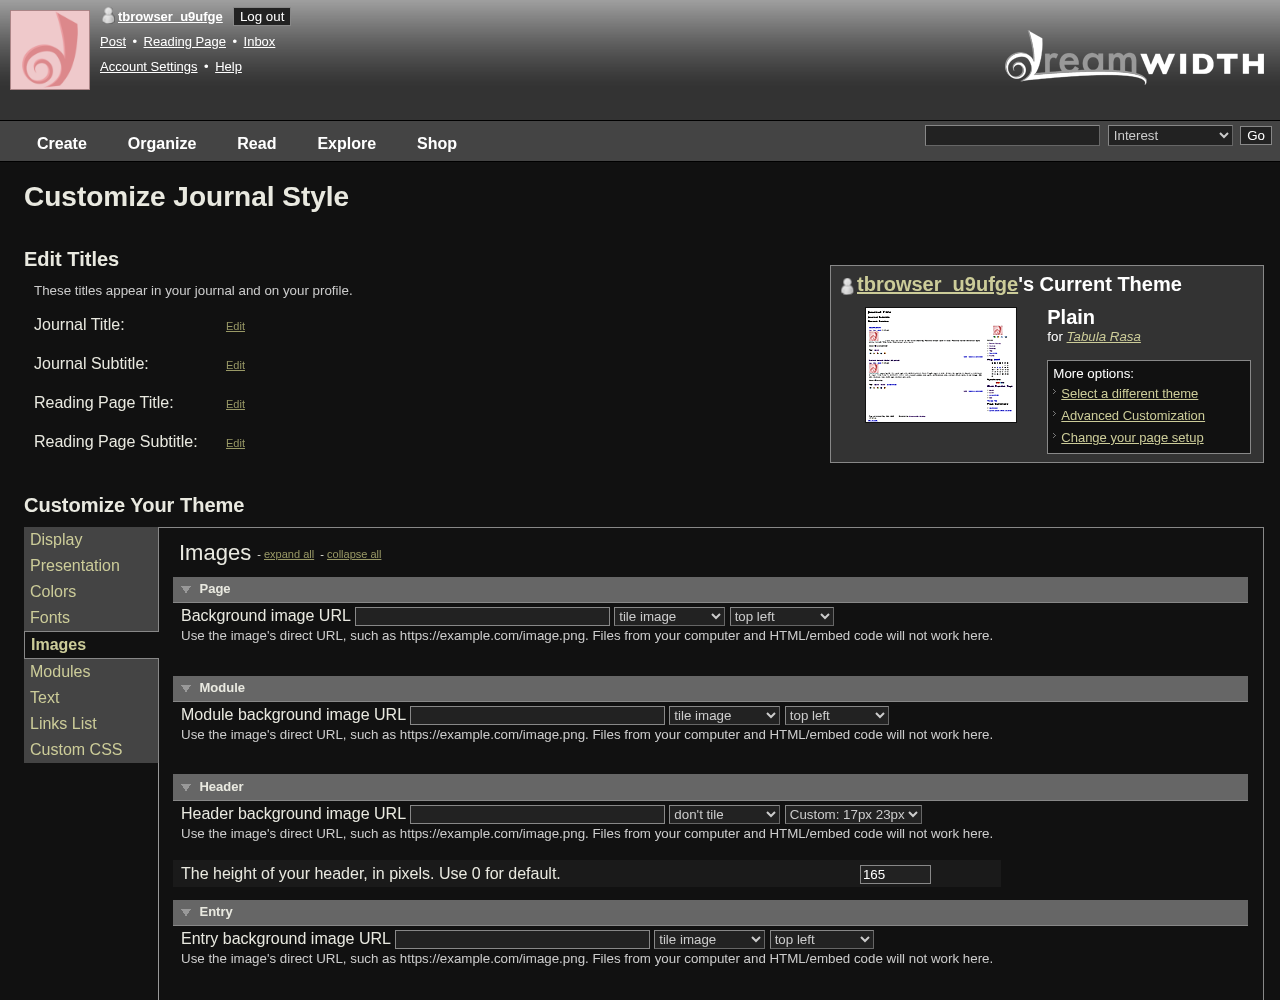 tbrowser_u9ufge Log out
Post • Reading Page • Inbox
Account Settings • Help
dreamWIDTH
Create Organize Read Explore Shop
Interest Go
Customize Journal Style
Edit Titles
These titles appear in your journal and on your profile.
Journal Title: Edit
Journal Subtitle: Edit
Reading Page Title: Edit
Reading Page Subtitle: Edit
tbrowser_u9ufge's Current Theme
Plain
for Tabula Rasa
More options:
Select a different theme
Advanced Customization
Change your page setup
Customize Your Theme
Display
Presentation
Colors
Fonts
Images
Modules
Text
Links List
Custom CSS
Images - expand all - collapse all
Page
Background image URL tile image top left
Use the image's direct URL, such as https://example.com/image.png. Files from your computer and HTML/embed code will not work here.
Module
Module background image URL tile image top left
Use the image's direct URL, such as https://example.com/image.png. Files from your computer and HTML/embed code will not work here.
Header
Header background image URL don't tile Custom: 17px 23px
Use the image's direct URL, such as https://example.com/image.png. Files from your computer and HTML/embed code will not work here.
The height of your header, in pixels. Use 0 for default. 165
Entry
Entry background image URL tile image top left
Use the image's direct URL, such as https://example.com/image.png. Files from your computer and HTML/embed code will not work here.